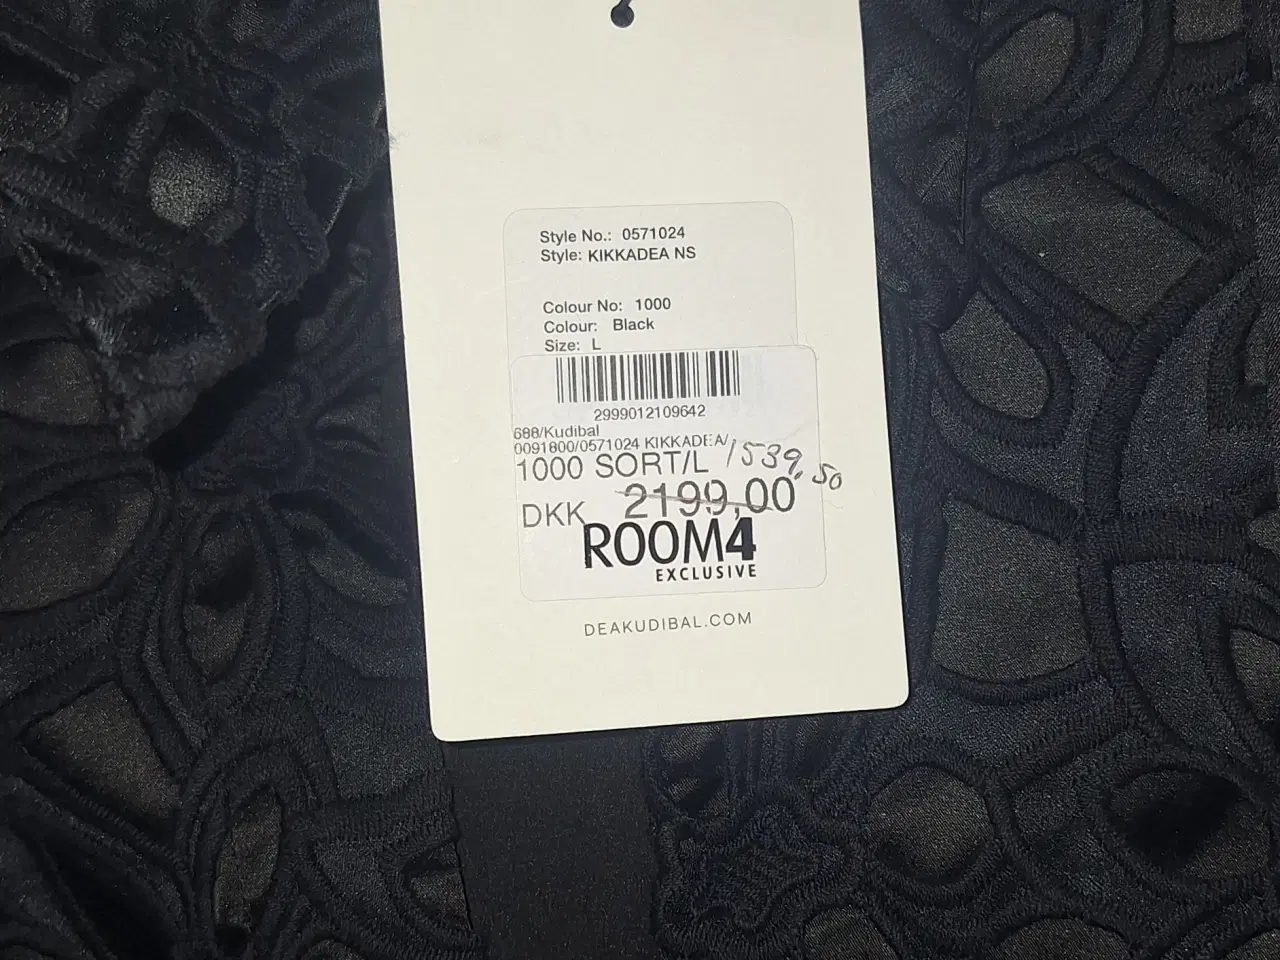 Style No.: 0571024
Style: KIKKADEA NS
Colour No: 1000
Colour: Black
Size: L
2999012109642
688/Kudibal
0091800/0571024 KIKKADEA/
1000 SORT/L 1539,50
DKK 2199,00
ROOM4
EXCLUSIVE
DEAKUDIBAL.COM